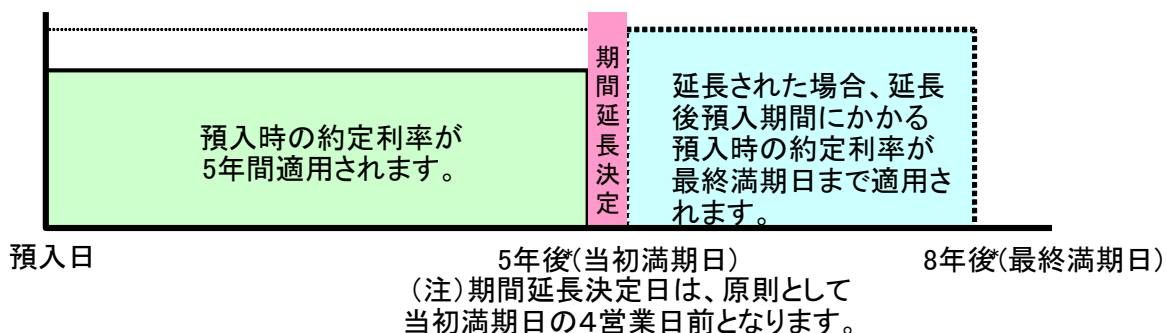 預入時の約定利率が
5年間適用されます。
期間延長決定
延長された場合、延長
後預入期間にかかる
預入時の約定利率が
最終満期日まで適用さ
れます。
預入日
5年後*(当初満期日)
8年後*(最終満期日)
(注)期間延長決定日は、原則として
当初満期日の4営業日前となります。